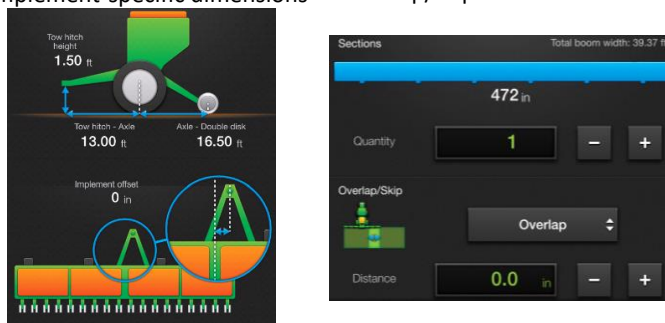 Tow hitch
height
1.50 ft
Tow hitch - Axle
13.00 ft
Axle - Double disk
16.50 ft
Implement offset
0 in
Sections
Total boom width: 39.37 ft
472 in
Quantity
1
-
+
Overlap/Skip
Overlap
Distance
0.0 in
-
+